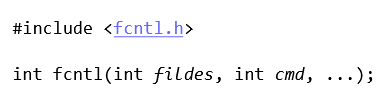 #include <fcntl.h>
int fcntl(int fildes, int cmd, ...);